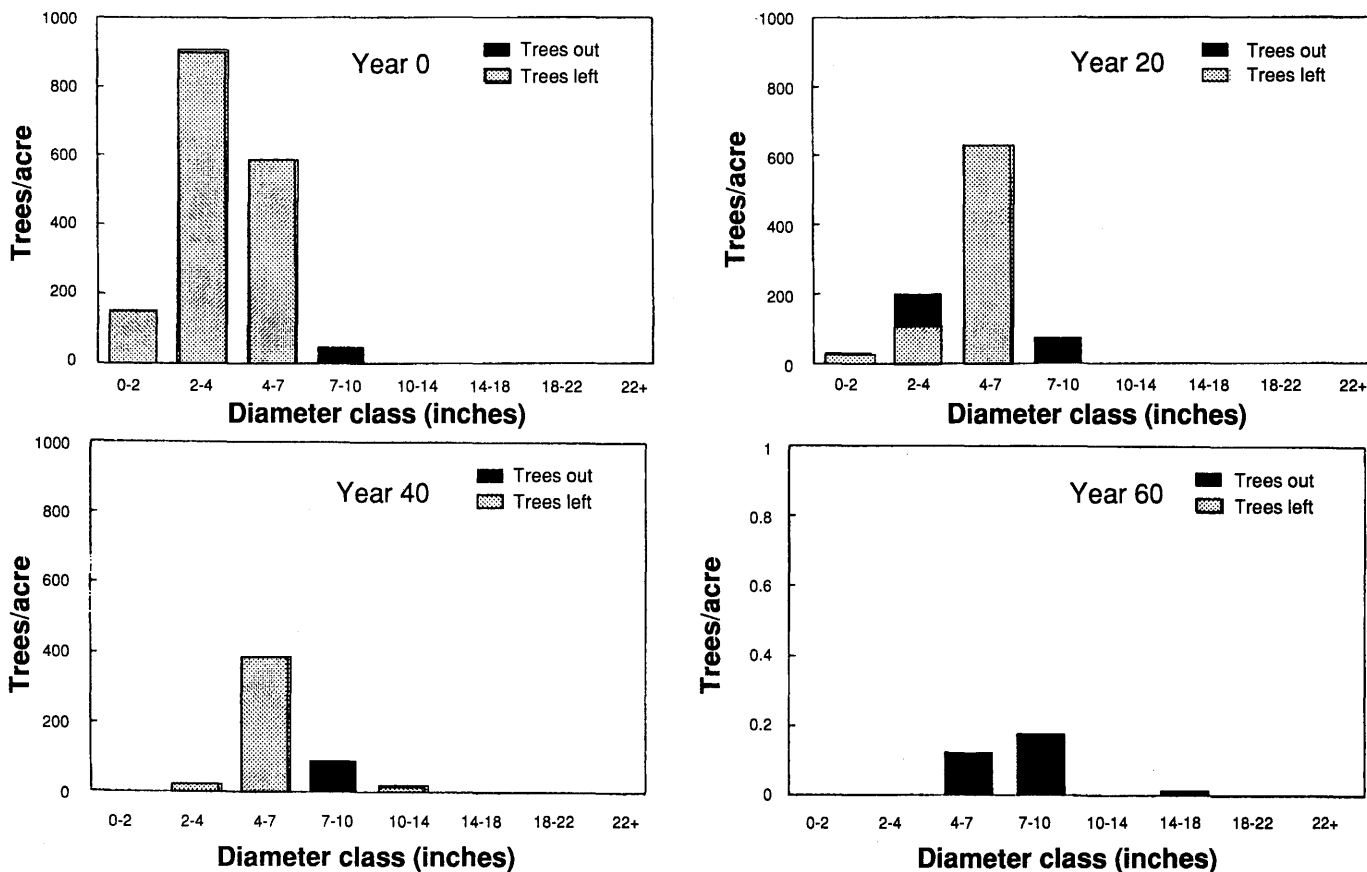 1000
800
600
400
200
0
Trees/acre
Year 0
Trees out
Trees left
0-2 2-4 4-7 7-10 10-14 14-18 18-22 22+
Diameter class (inches)
1000
800
600
400
200
0
Trees/acre
Year 20
Trees out
Trees left
0-2 2-4 4-7 7-10 10-14 14-18 18-22 22+
Diameter class (inches)
1000
800
600
400
200
0
Trees/acre
Year 40
Trees out
Trees left
0-2 2-4 4-7 7-10 10-14 14-18 18-22 22+
Diameter class (inches)
1
0.8
0.6
0.4
0.2
0
Trees/acre
Year 60
Trees out
Trees left
0-2 2-4 4-7 7-10 10-14 14-18 18-22 22+
Diameter class (inches)